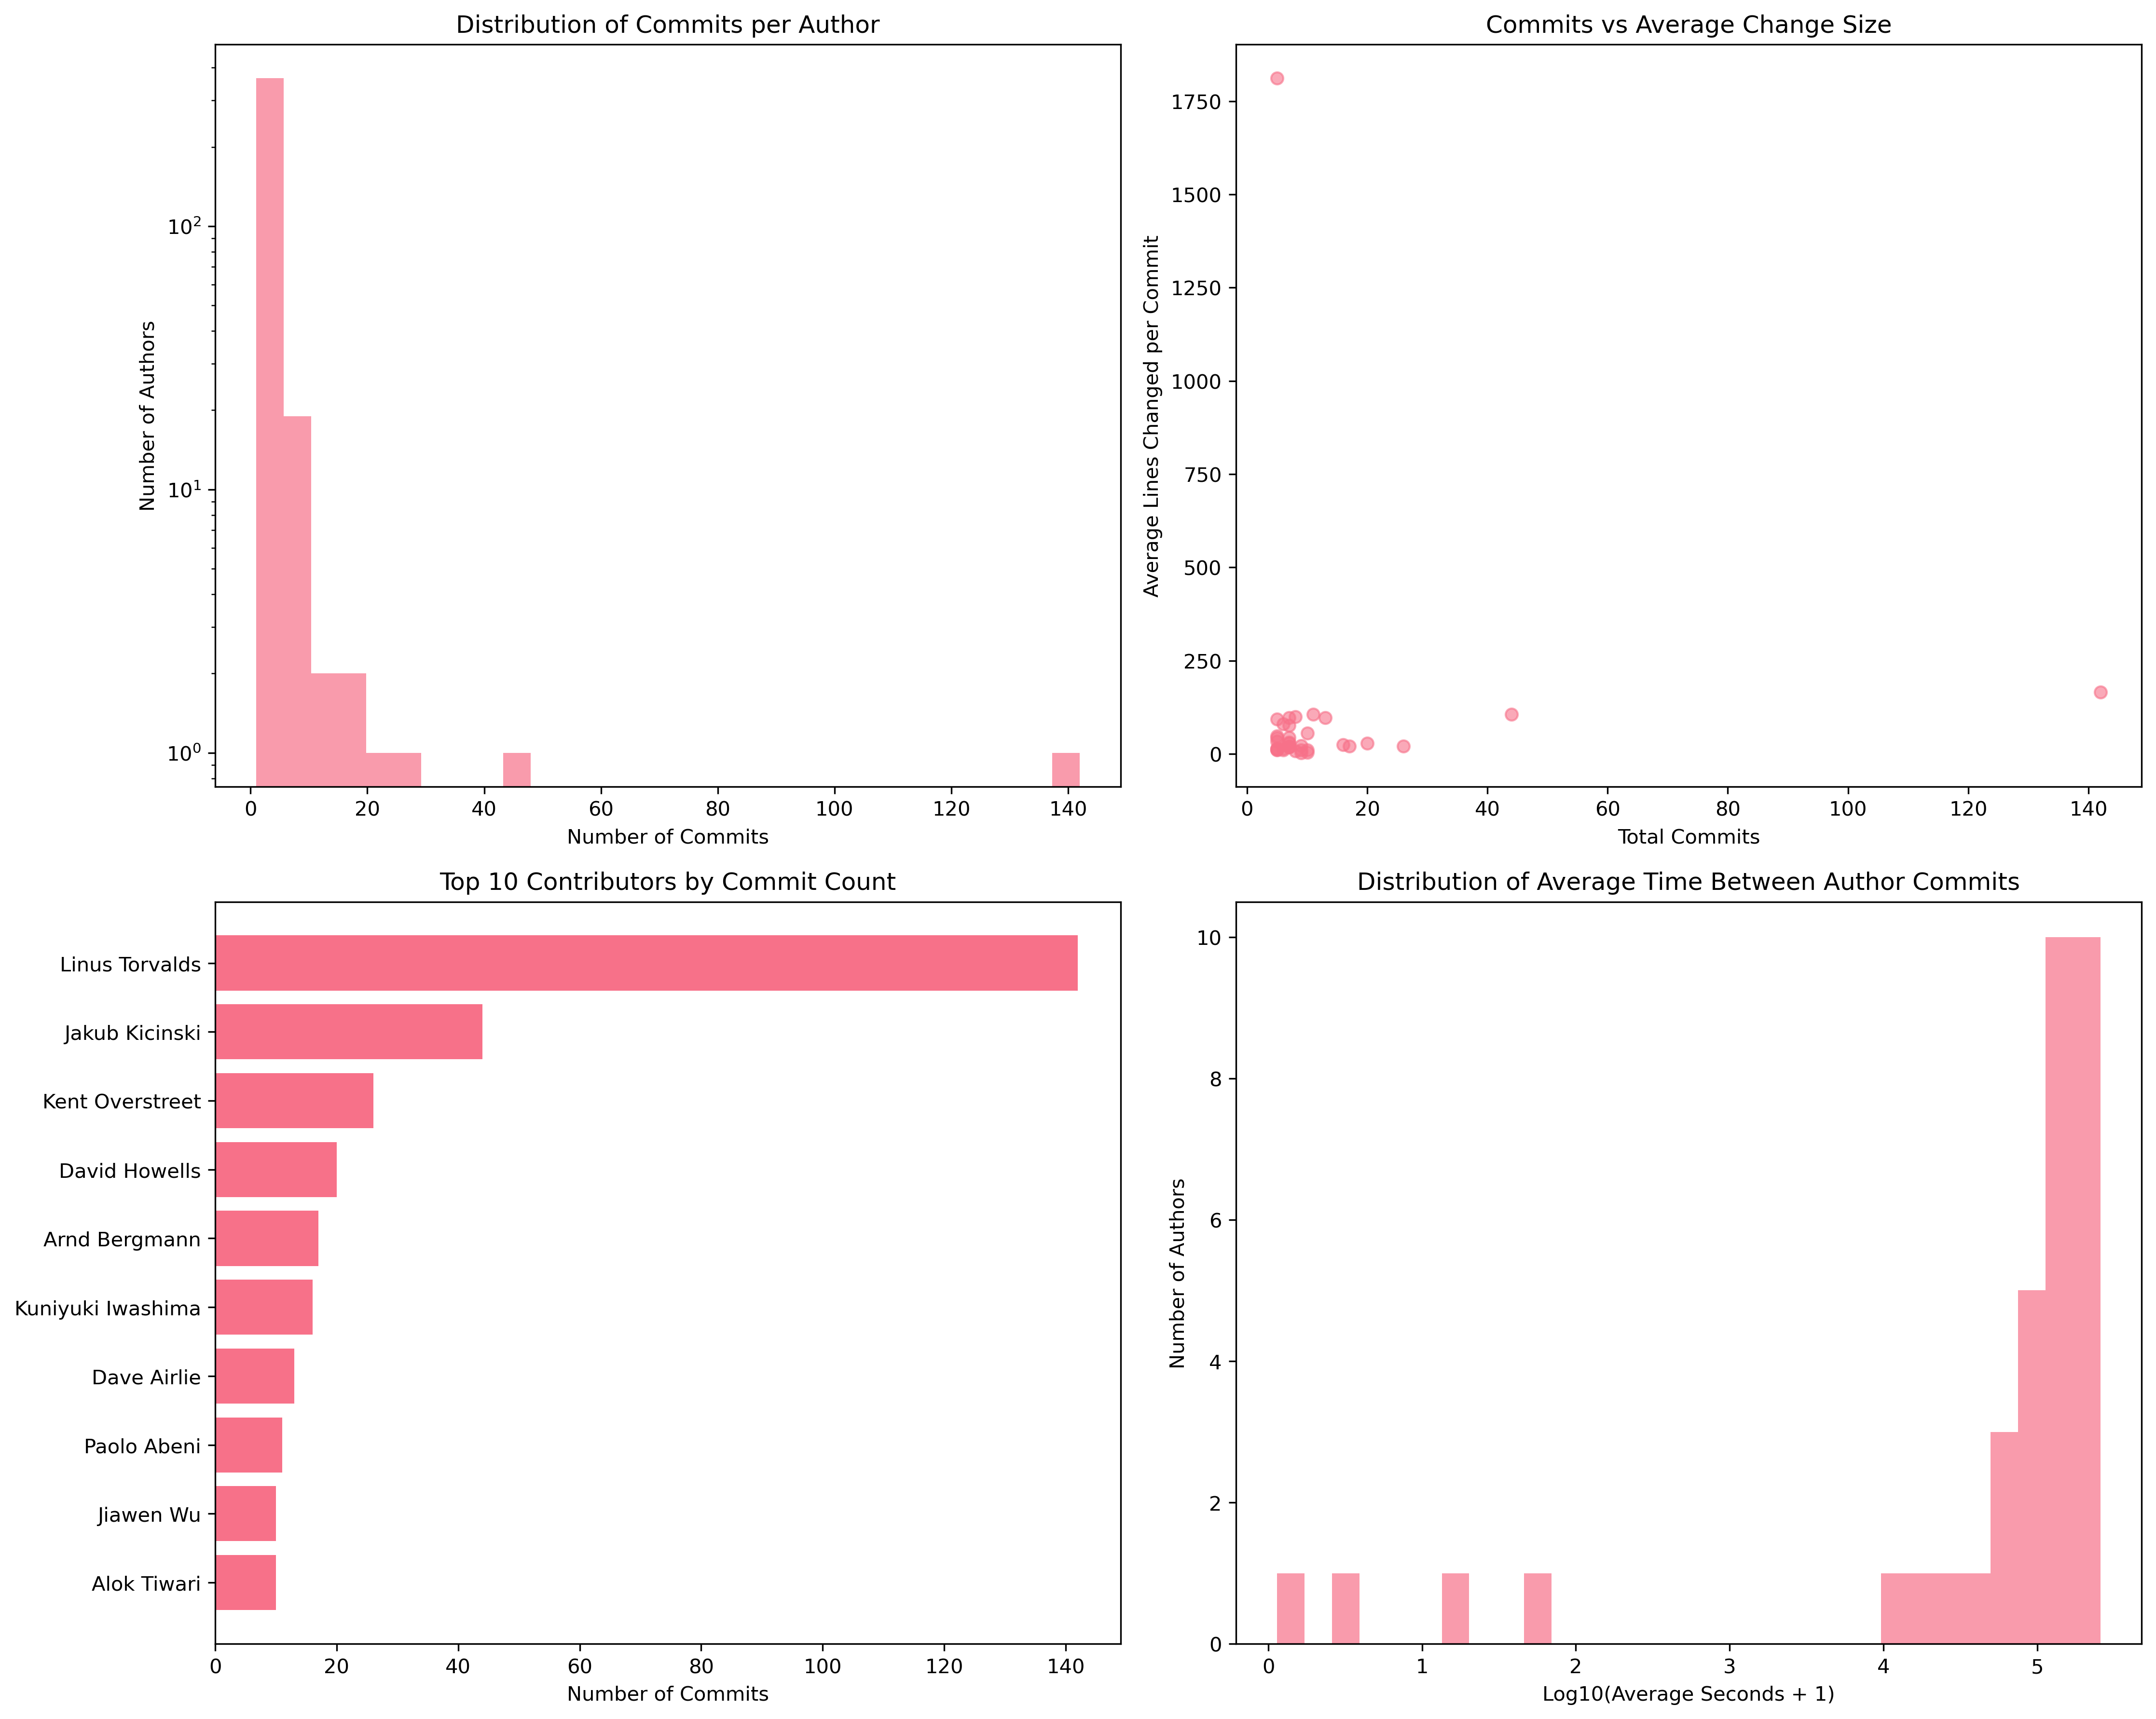 Distribution of Commits per Author
Number of Authors
10²
10¹
10⁰
0 20 40 60 80 100 120 140
Number of Commits
Commits vs Average Change Size
Average Lines Changed per Commit
1750
1500
1250
1000
750
500
250
0
0 20 40 60 80 100 120 140
Total Commits
Top 10 Contributors by Commit Count
Linus Torvalds
Jakub Kicinski
Kent Overstreet
David Howells
Arnd Bergmann
Kuniyuki Iwashima
Dave Airlie
Paolo Abeni
Jiawen Wu
Alok Tiwari
0 20 40 60 80 100 120 140
Number of Commits
Distribution of Average Time Between Author Commits
Number of Authors
10
8
6
4
2
0
0 1 2 3 4 5
Log10(Average Seconds + 1)